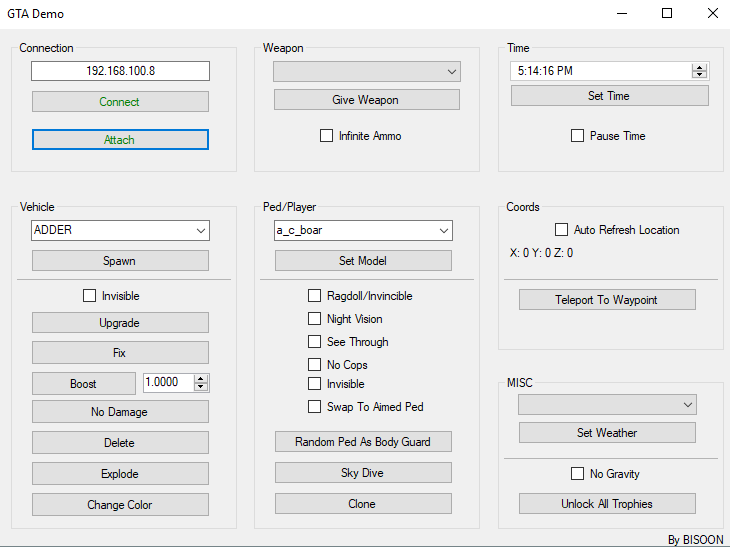 GTA Demo
Connection
192.168.100.8
Connect
Attach
Weapon
Give Weapon
Infinite Ammo
Time
5:14:16 PM
Set Time
Pause Time
Vehicle
ADDER
Spawn
Invisible
Upgrade
Fix
Boost 1.0000
No Damage
Delete
Explode
Change Color
Ped/Player
a_c_boar
Set Model
Ragdoll/Invincible
Night Vision
See Through
No Cops
Invisible
Swap To Aimed Ped
Random Ped As Body Guard
Sky Dive
Clone
Coords
Auto Refresh Location
X: 0 Y: 0 Z: 0
Teleport To Waypoint
MISC
Set Weather
No Gravity
Unlock All Trophies
By BISOON